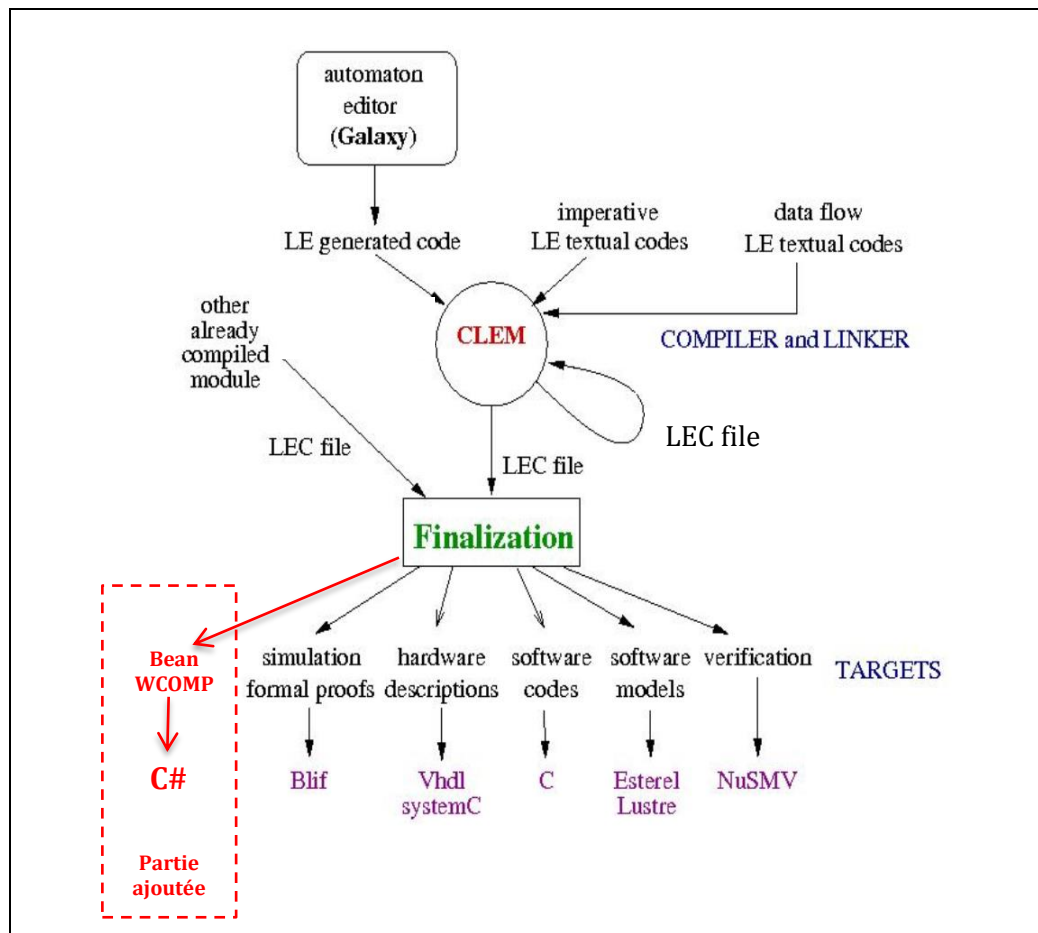 automaton
editor
(Galaxy)
LE generated code
imperative
LE textual codes
data flow
LE textual codes
other
already
compiled
module
CLEM
COMPILER and LINKER
LEC file
LEC file
LEC file
Finalization
Bean
WCOMP
simulation
formal proofs
hardware
descriptions
software
codes
software
models
verification
TARGETS
C#
Blif
Vhdl
systemC
C
Esterel
Lustre
NuSMV
Partie
ajoutée